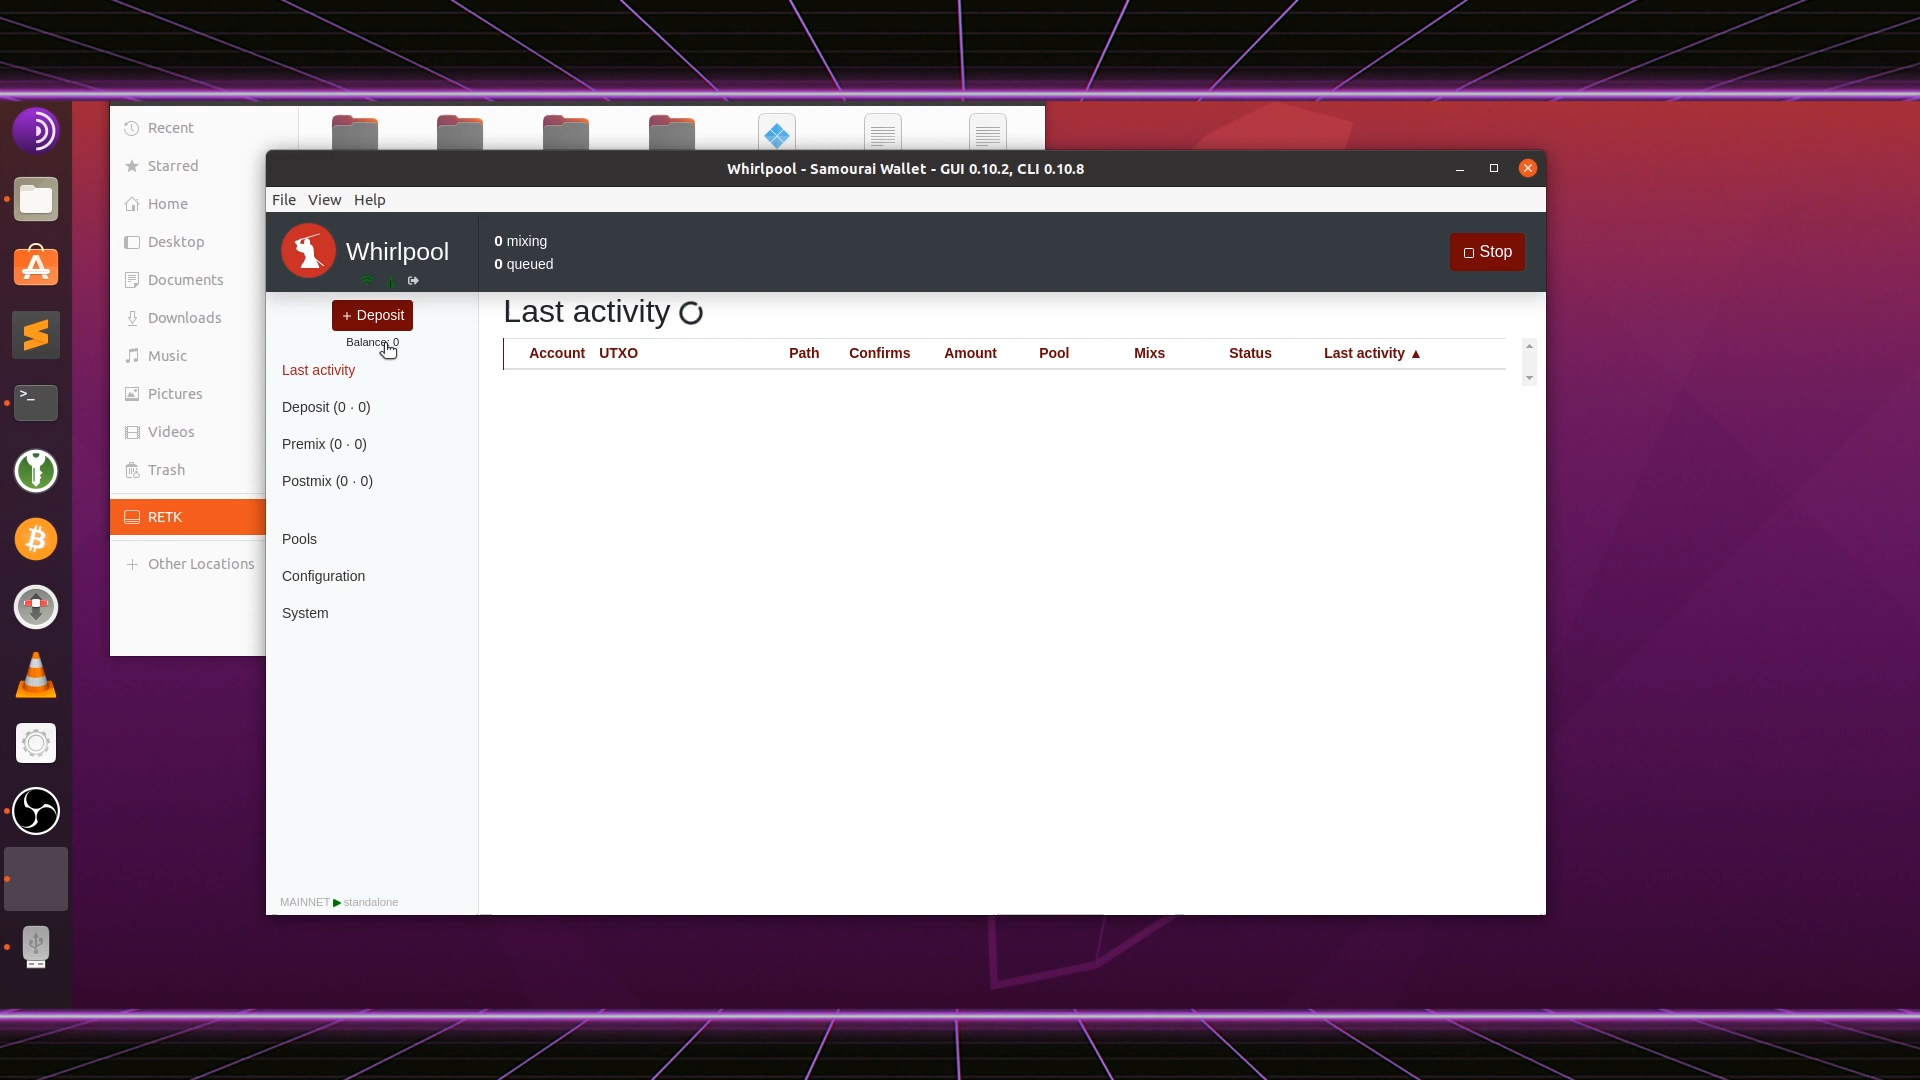 Recent
Starred
Home
Desktop
Documents
Downloads
Music
Pictures
Videos
Trash
RETK
Other Locations
Whirlpool - Samourai Wallet - GUI 0.10.2, CLI 0.10.8
File View Help
Whirlpool
0 mixing
0 queued
Stop
+ Deposit
Balance: 0
Last activity
Deposit (0 · 0)
Premix (0 · 0)
Postmix (0 · 0)
Pools
Configuration
System
MAINNET ▶ standalone
Last activity
Account UTXO Path Confirms Amount Pool Mixs Status Last activity ▲